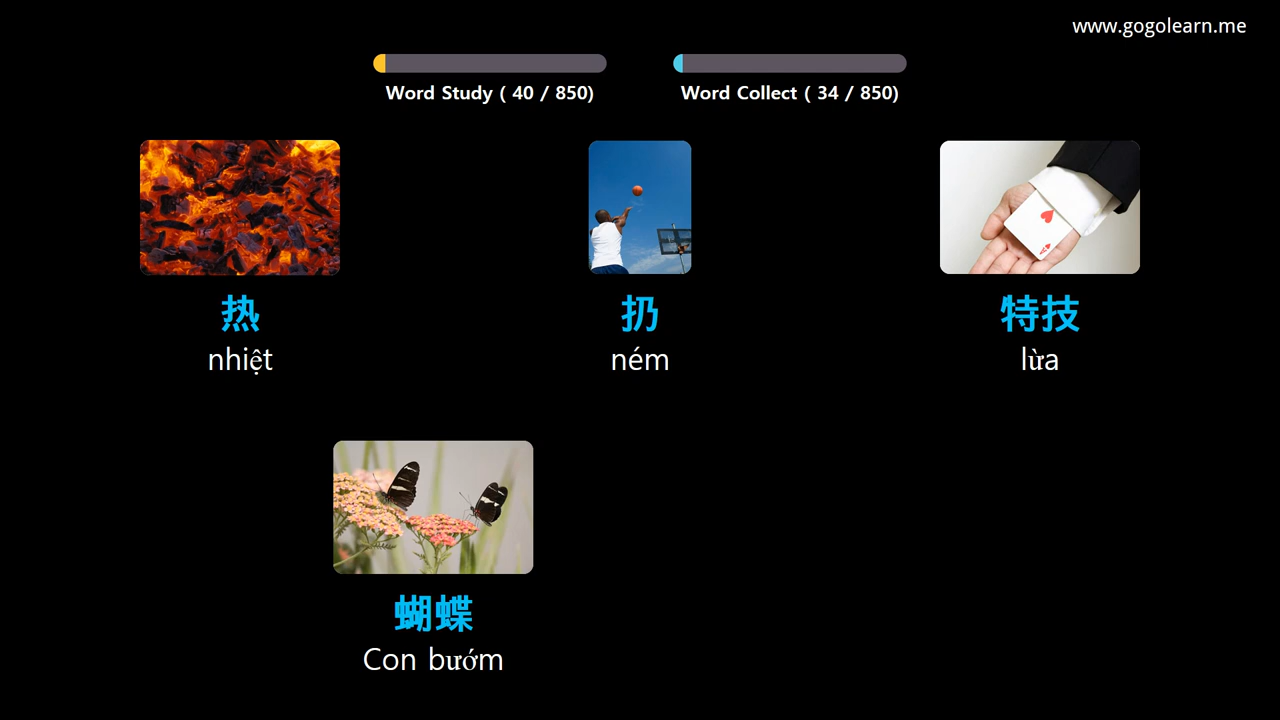 www.gogolearn.me
Word Study ( 40 / 850)
Word Collect ( 34 / 850)
热
nhiệt
扔
ném
特技
lừa
蝴蝶
Con bướm